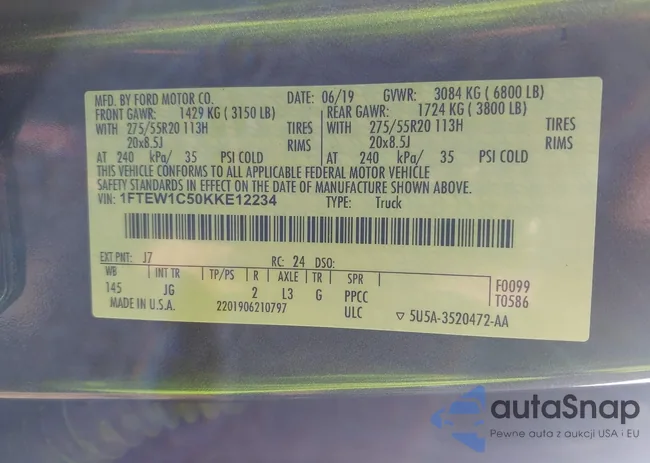 MFD. BY FORD MOTOR CO. DATE: 06/19 GVWR: 3084 KG (6800 LB)
FRONT GAWR: 1429 KG (3150 LB) REAR GAWR: 1724 KG (3800 LB)
WITH 275/55R20 113H TIRES WITH 275/55R20 113H TIRES
20x8.5J RIMS 20x8.5J RIMS
AT 240 kPa/ 35 PSI COLD AT 240 kPa/ 35 PSI COLD
THIS VEHICLE CONFORMS TO ALL APPLICABLE FEDERAL MOTOR VEHICLE
SAFETY STANDARDS IN EFFECT ON THE DATE OF MANUFACTURE SHOWN ABOVE.
VIN: 1FTEW1C50KKE12234 TYPE: Truck
EXT PNT: J7 RC: 24 DSO:
WB INT TR TP/PS R AXLE TR SPR F0099
145 JG 2 L3 G PPCC T0586
MADE IN U.S.A. 2201906210797 ULC ▽ 5U5A-3520472-AA
autaSnap
Pewne auta z aukcji USA i EU